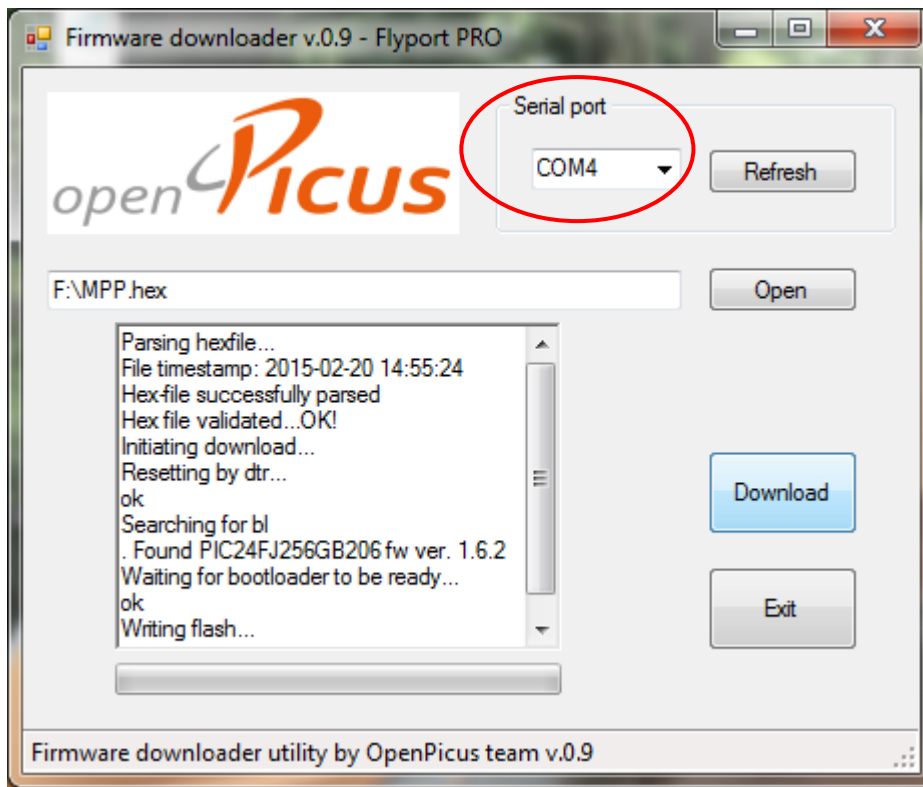 Firmware downloader v.0.9 - Flyport PRO
openPicus
Serial port
COM4
Refresh
F:\MPP.hex
Open
Parsing hexfile...
File timestamp: 2015-02-20 14:55:24
Hex-file successfully parsed
Hex file validated...OK!
Initiating download...
Resetting by dtr...
ok
Searching for bl
. Found PIC24FJ256GB206 fw ver. 1.6.2
Waiting for bootloader to be ready...
ok
Writing flash...
Download
Exit
Firmware downloader utility by OpenPicus team v.0.9